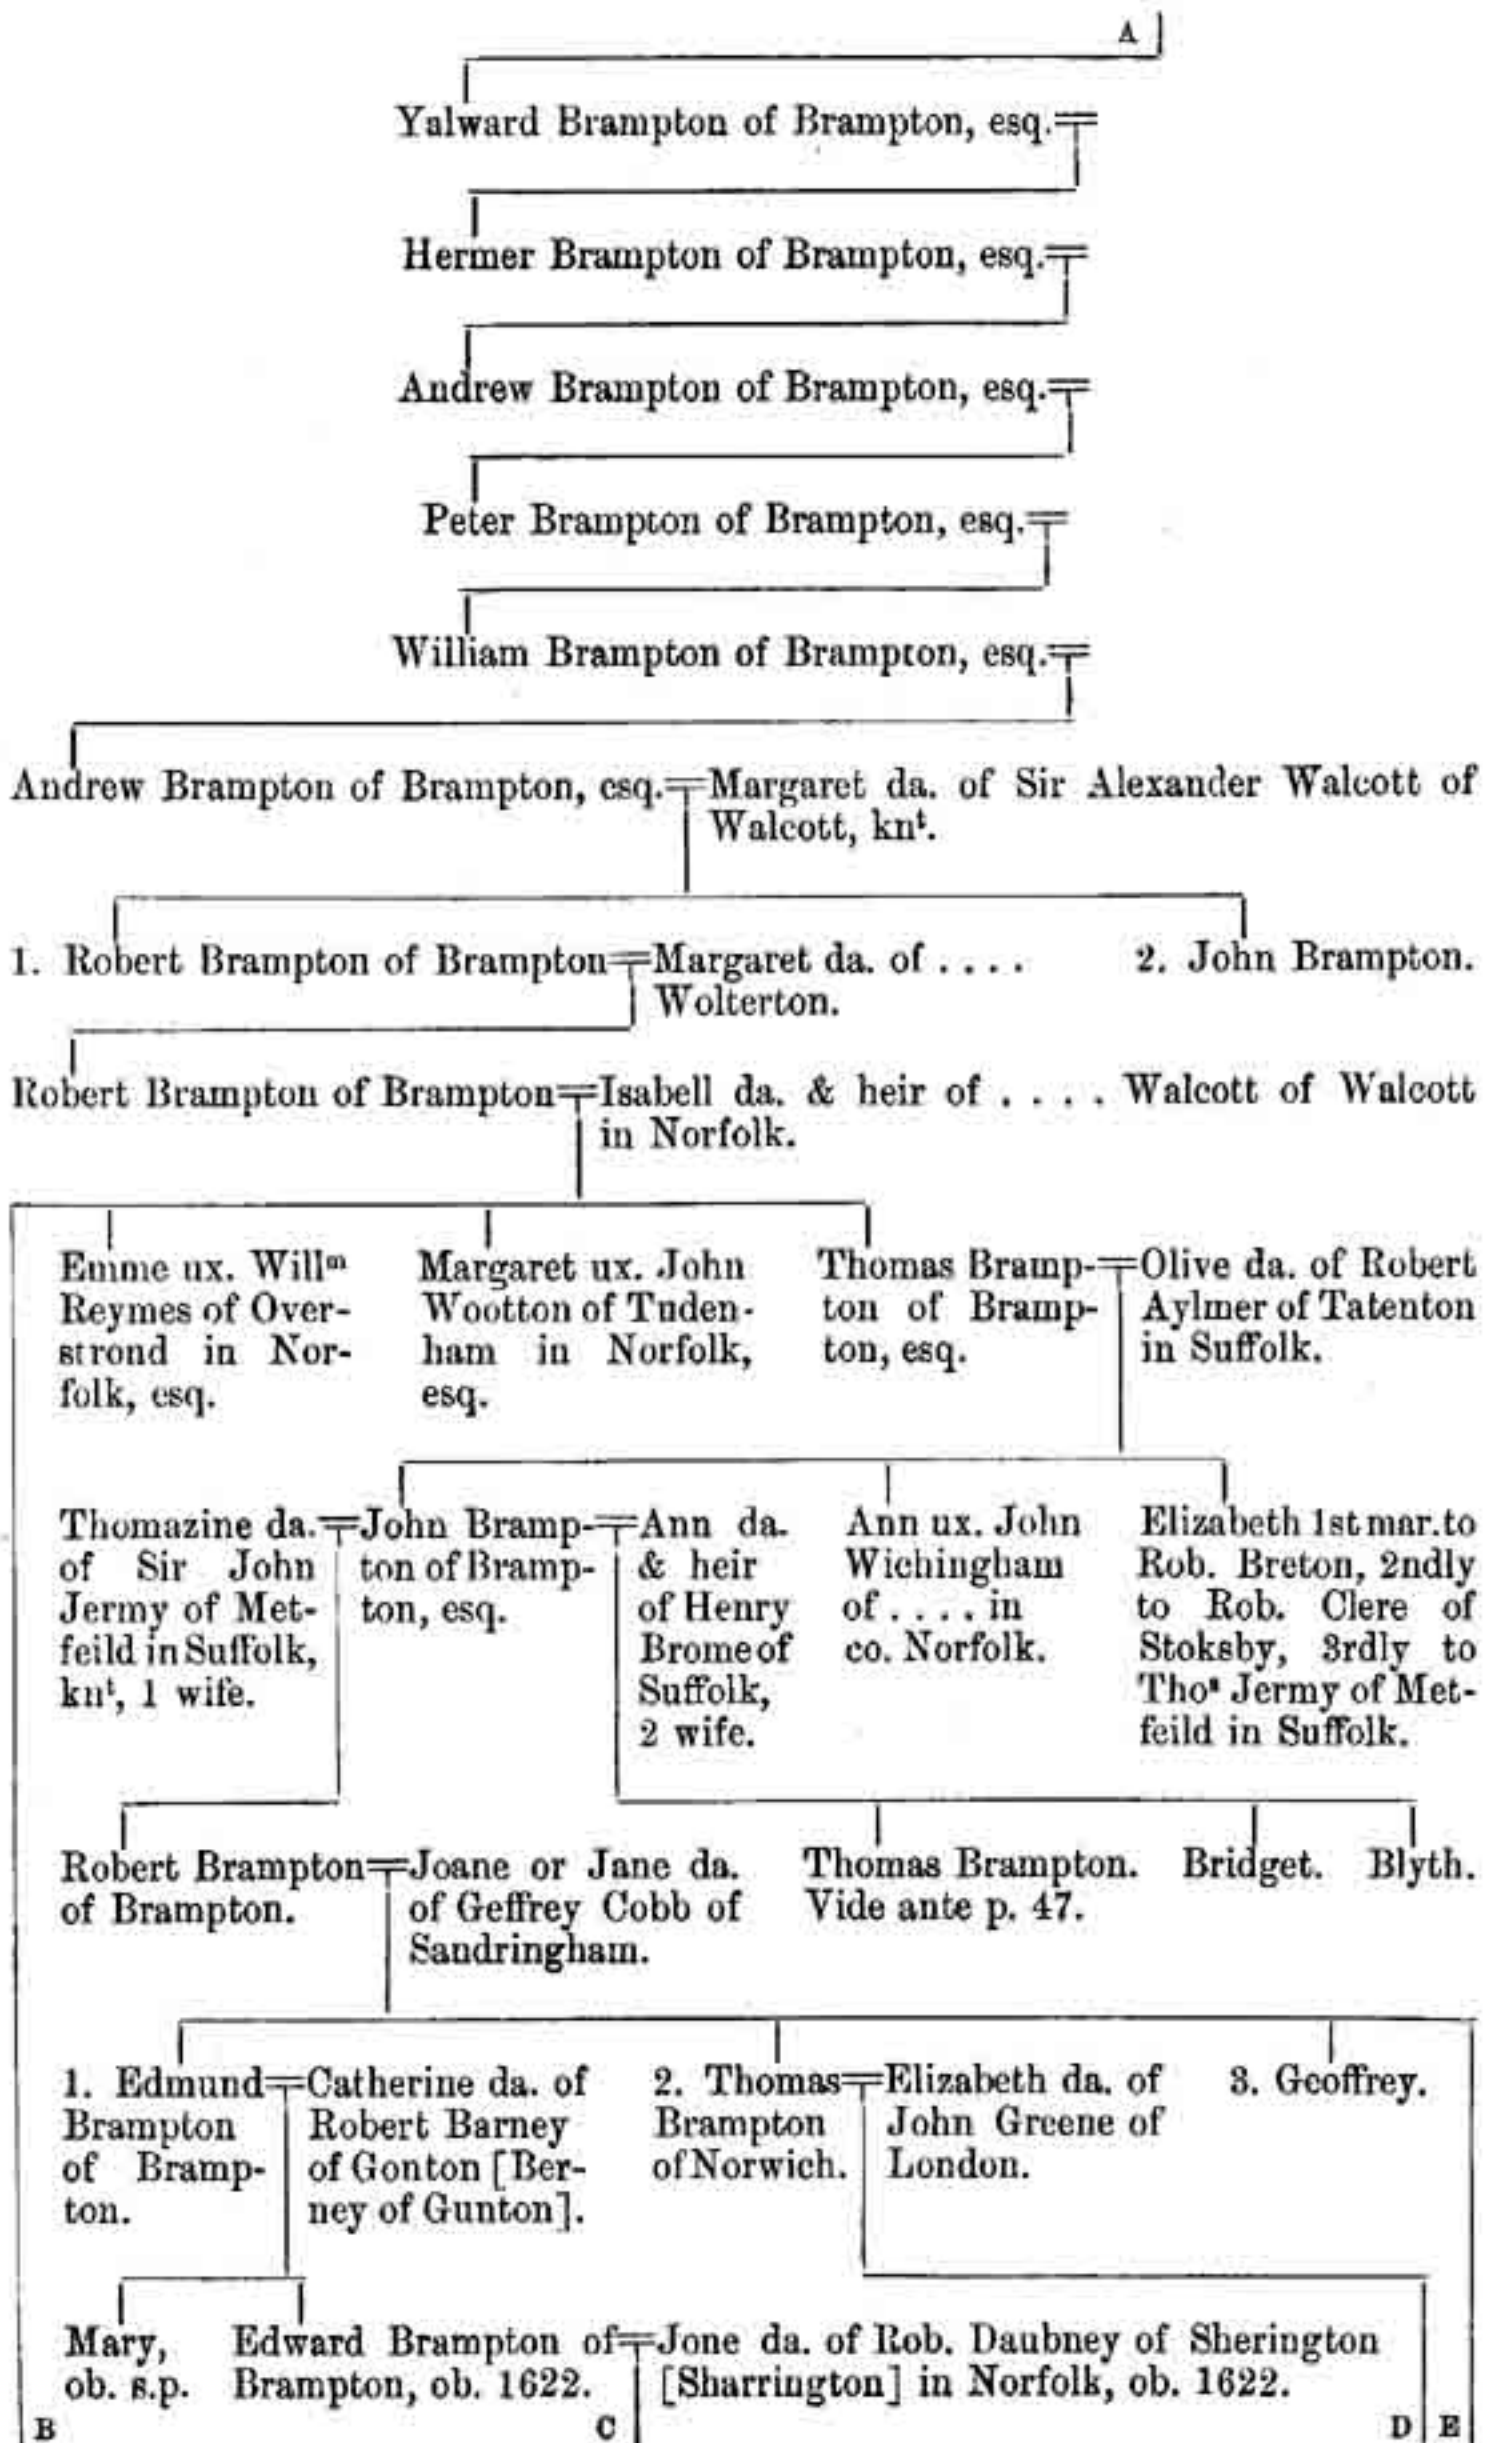 A
Yalward Brampton of Brampton, esq.
Hermer Brampton of Brampton, esq.
Andrew Brampton of Brampton, esq.
Peter Brampton of Brampton, esq.
William Brampton of Brampton, esq.
Andrew Brampton of Brampton, esq.
Margaret da. of Sir Alexander Walcott of
Walcott, knᵗ.
1. Robert Brampton of Brampton
Margaret da. of ....
Wolterton.
2. John Brampton.
Robert Brampton of Brampton
Isabell da. & heir of .... Walcott of Walcott
in Norfolk.
Emme ux. Willᵐ
Reymes of Over-
strond in Nor-
folk, esq.
Margaret ux. John
Wootton of Tuden-
ham in Norfolk,
esq.
Thomas Bramp-
ton of Bramp-
ton, esq.
Olive da. of Robert
Aylmer of Tatenton
in Suffolk.
Thomazine da.
of Sir John
Jermy of Met-
feild in Suffolk,
knᵗ, 1 wife.
John Bramp-
ton of Bramp-
ton, esq.
Ann da.
& heir
of Henry
Brome of
Suffolk,
2 wife.
Ann ux. John
Wichingham
of .... in
co. Norfolk.
Elizabeth 1st mar. to
Rob. Breton, 2ndly
to Rob. Clere of
Stoksby, 3rdly to
Thoˢ Jermy of Met-
feild in Suffolk.
Robert Brampton
of Brampton.
Joane or Jane da.
of Geffrey Cobb of
Sandringham.
Thomas Brampton.
Vide ante p. 47.
Bridget.
Blyth.
1. Edmund
Brampton
of Bramp-
ton.
Catherine da. of
Robert Barney
of Gonton [Ber-
ney of Gunton].
2. Thomas
Brampton
of Norwich.
Elizabeth da. of
John Greene of
London.
3. Geoffrey.
Mary,
ob. s.p.
Edward Brampton of
Brampton, ob. 1622.
Jone da. of Rob. Daubney of Sherington
[Sharrington] in Norfolk, ob. 1622.
B
C
D
E